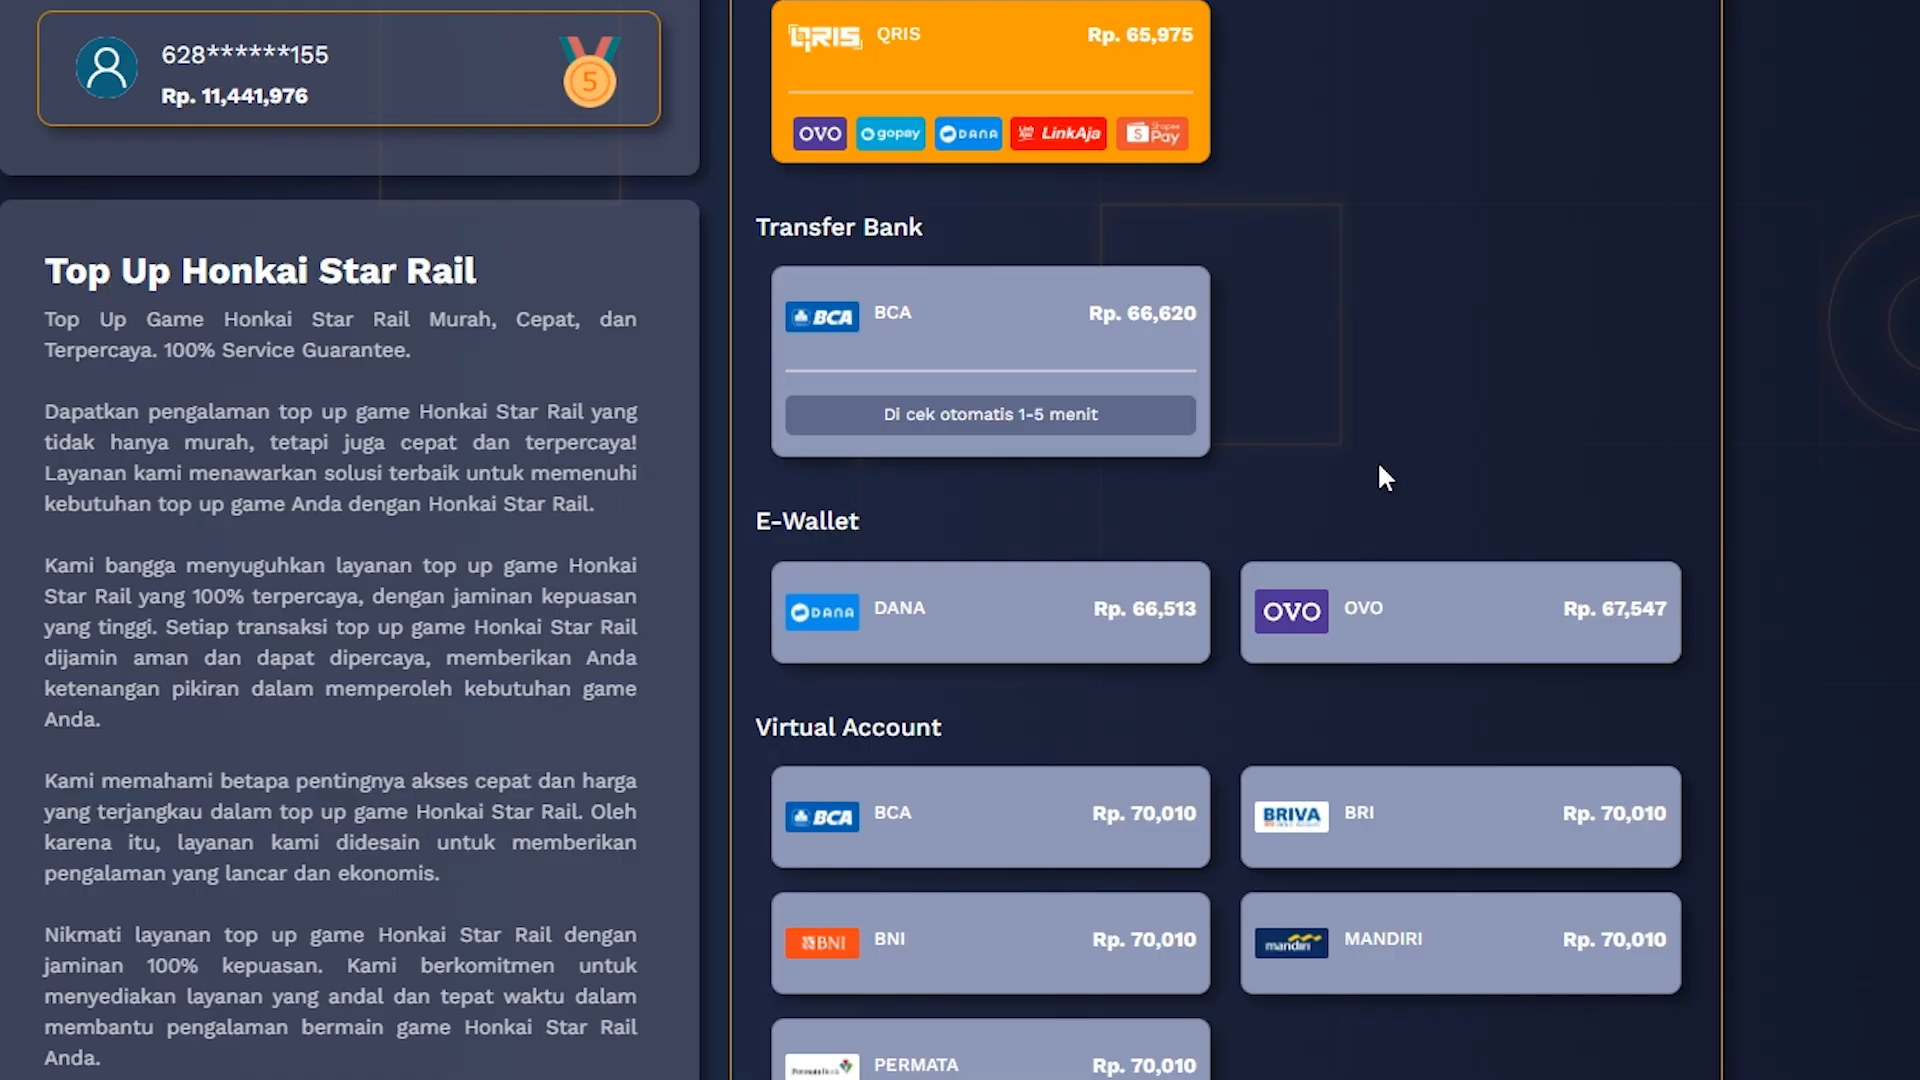 628******155
Rp. 11,441,976
5
Top Up Honkai Star Rail
Top Up Game Honkai Star Rail Murah, Cepat, dan
Terpercaya. 100% Service Guarantee.
Dapatkan pengalaman top up game Honkai Star Rail yang
tidak hanya murah, tetapi juga cepat dan terpercaya!
Layanan kami menawarkan solusi terbaik untuk memenuhi
kebutuhan top up game Anda dengan Honkai Star Rail.
Kami bangga menyuguhkan layanan top up game Honkai
Star Rail yang 100% terpercaya, dengan jaminan kepuasan
yang tinggi. Setiap transaksi top up game Honkai Star Rail
dijamin aman dan dapat dipercaya, memberikan Anda
ketenangan pikiran dalam memperoleh kebutuhan game
Anda.
Kami memahami betapa pentingnya akses cepat dan harga
yang terjangkau dalam top up game Honkai Star Rail. Oleh
karena itu, layanan kami didesain untuk memberikan
pengalaman yang lancar dan ekonomis.
Nikmati layanan top up game Honkai Star Rail dengan
jaminan 100% kepuasan. Kami berkomitmen untuk
menyediakan layanan yang andal dan tepat waktu dalam
membantu pengalaman bermain game Honkai Star Rail
Anda.
QRIS QRIS Rp. 65,975
OVO gopay DANA LinkAja Shopee Pay
Transfer Bank
BCA BCA Rp. 66,620
Di cek otomatis 1-5 menit
E-Wallet
DANA DANA Rp. 66,513
OVO OVO Rp. 67,547
Virtual Account
BCA BCA Rp. 70,010
BRIVA BRI Rp. 70,010
BNI BNI Rp. 70,010
mandiri MANDIRI Rp. 70,010
PermataBank PERMATA Rp. 70,010